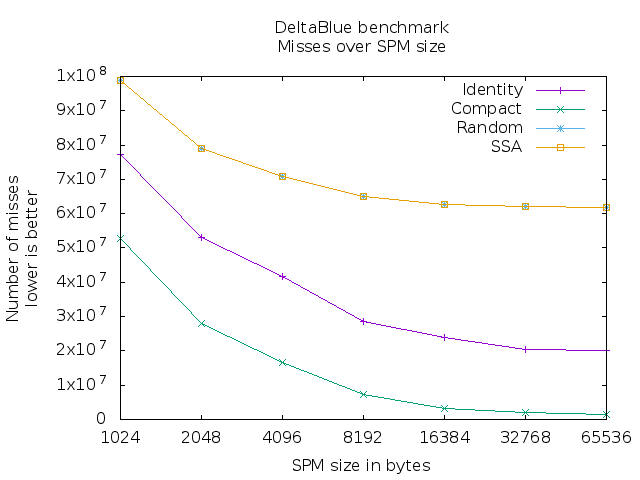 DeltaBlue benchmark
Misses over SPM size
Number of misses
lower is better
1x10^8
9x10^7
8x10^7
7x10^7
6x10^7
5x10^7
4x10^7
3x10^7
2x10^7
1x10^7
0
Identity
Compact
Random
SSA
1024 2048 4096 8192 16384 32768 65536
SPM size in bytes